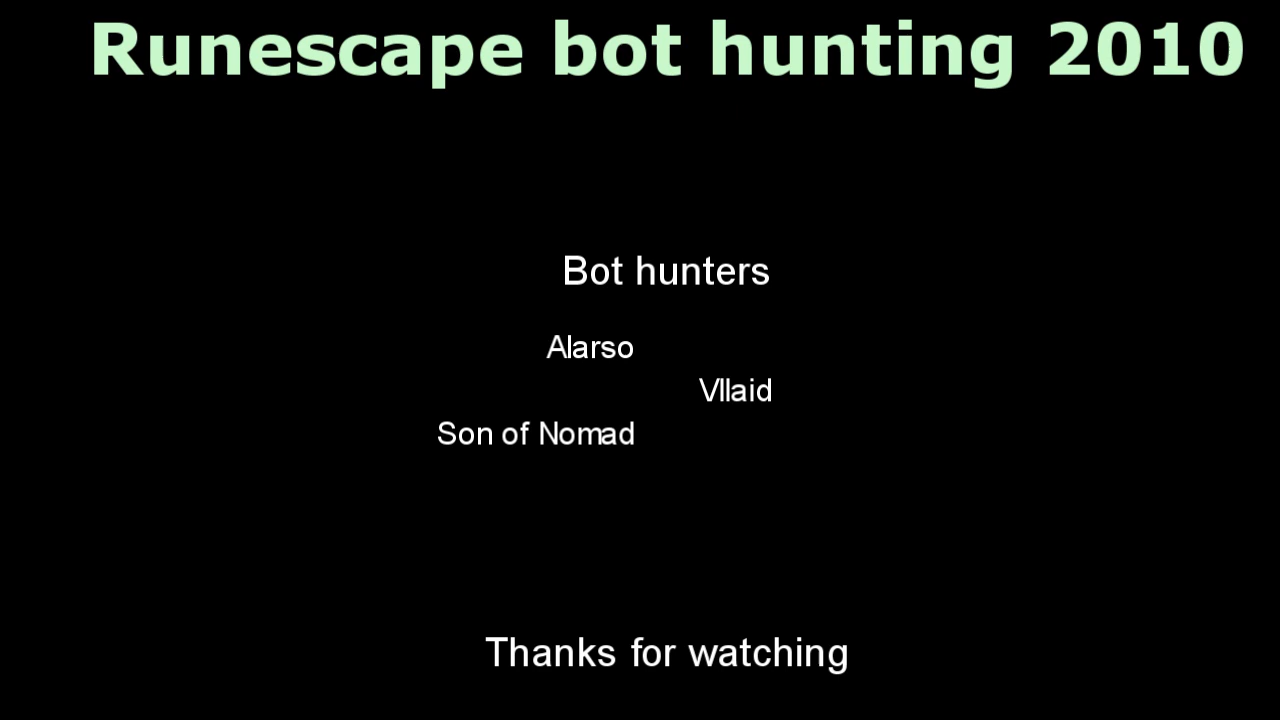 Runescape bot hunting 2010
Bot hunters
Alarso
Vllaid
Son of Nomad
Thanks for watching